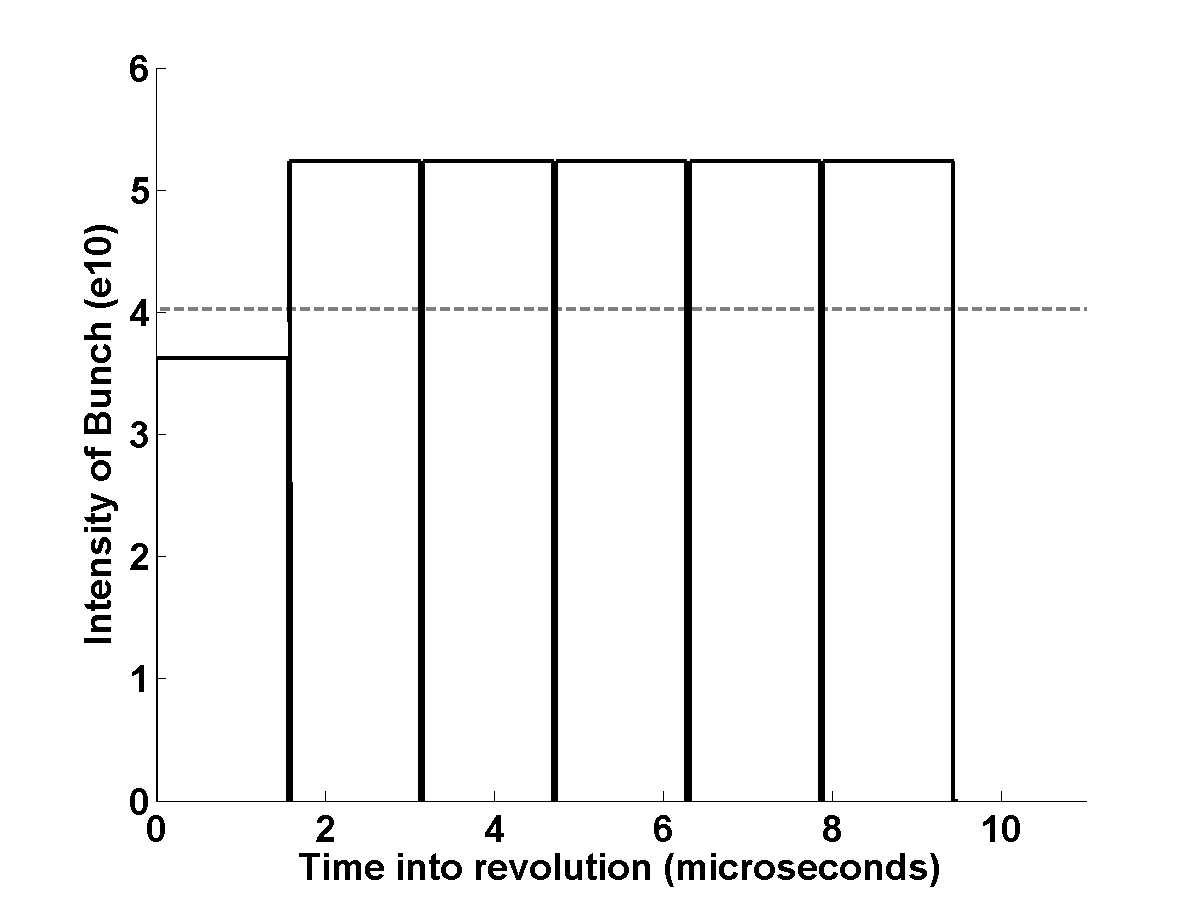 6
5
4
3
2
1
0
Intensity of Bunch (e10)
0 2 4 6 8 10
Time into revolution (microseconds)